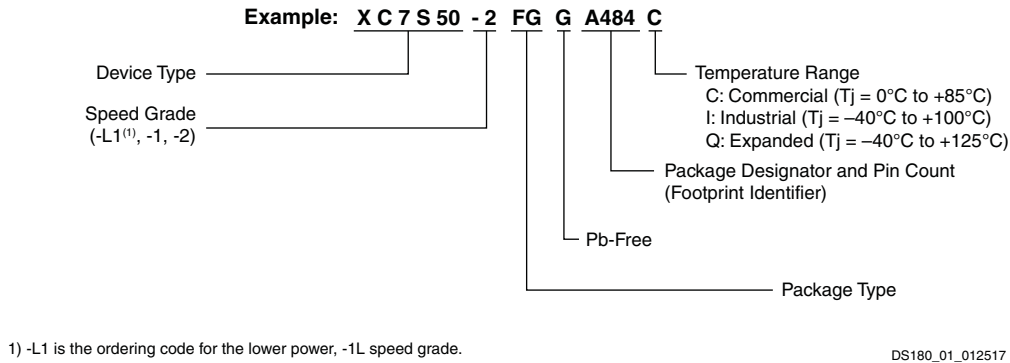 Example: X C 7 S 50 - 2 FG G A484 C
Device Type
Speed Grade
(-L1(1), -1, -2)
Temperature Range
C: Commercial (Tj = 0°C to +85°C)
I: Industrial (Tj = –40°C to +100°C)
Q: Expanded (Tj = –40°C to +125°C)
Package Designator and Pin Count
(Footprint Identifier)
Pb-Free
Package Type
1) -L1 is the ordering code for the lower power, -1L speed grade.
DS180_01_012517